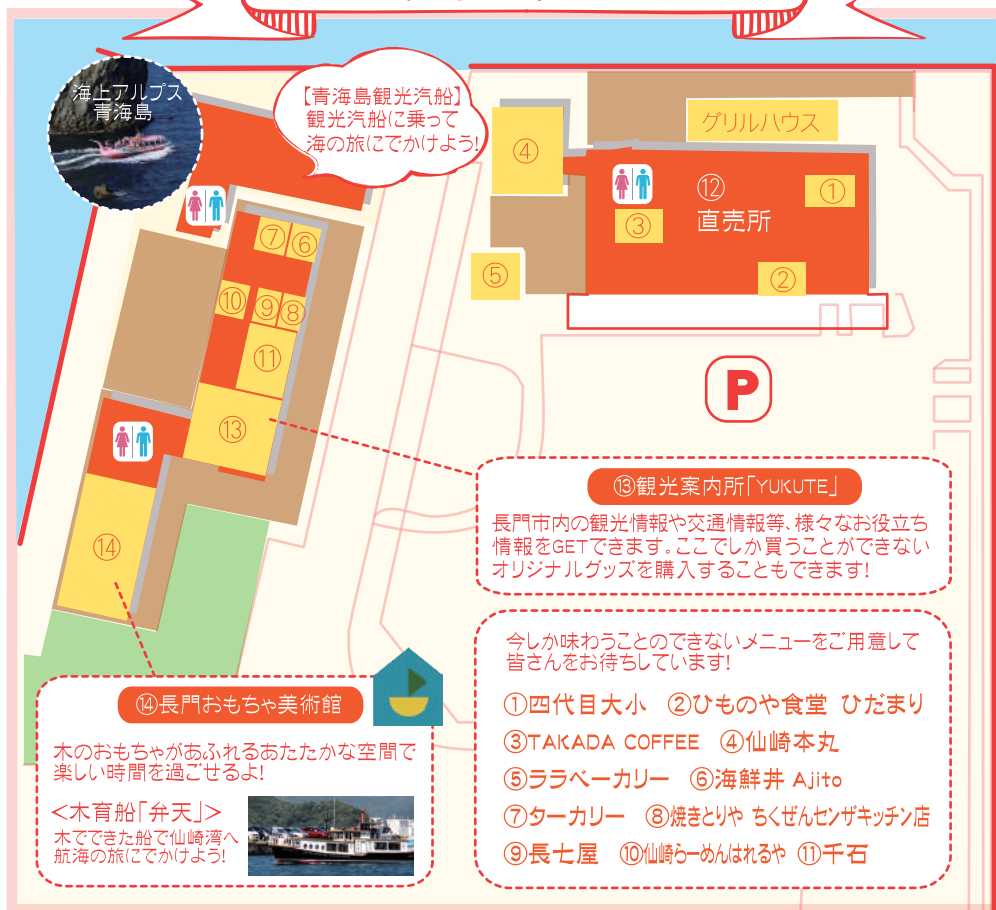 海上アルプス
青海島
【青海島観光汽船】
観光汽船に乗って
海の旅にでかけよう!
グリルハウス
④
⑫
直売所
①
③
②
⑤
⑦
⑥
⑩
⑨
⑧
⑪
⑬
⑭
P
⑬観光案内所「YUKUTE」
長門市内の観光情報や交通情報等、様々なお役立ち
情報をGETできます。ここでしか買うことができない
オリジナルグッズを購入することもできます!
今しか味わうことのできないメニューをご用意して
皆さんをお待ちしています!
①四代目大小 ②ひものや食堂 ひだまり
③TAKADA COFFEE ④仙崎本丸
⑤ララベーカリー ⑥海鮮丼 Ajito
⑦ターカリー ⑧焼きとりや ちくぜんセンザキッチン店
⑨長七屋 ⑩仙崎らーめんはれるや ⑪千石
⑭長門おもちゃ美術館
木のおもちゃがあふれるあたたかな空間で
楽しい時間を過ごせるよ!
<木育船「弁天」>
木でできた船で仙崎湾へ
航海の旅にでかけよう!